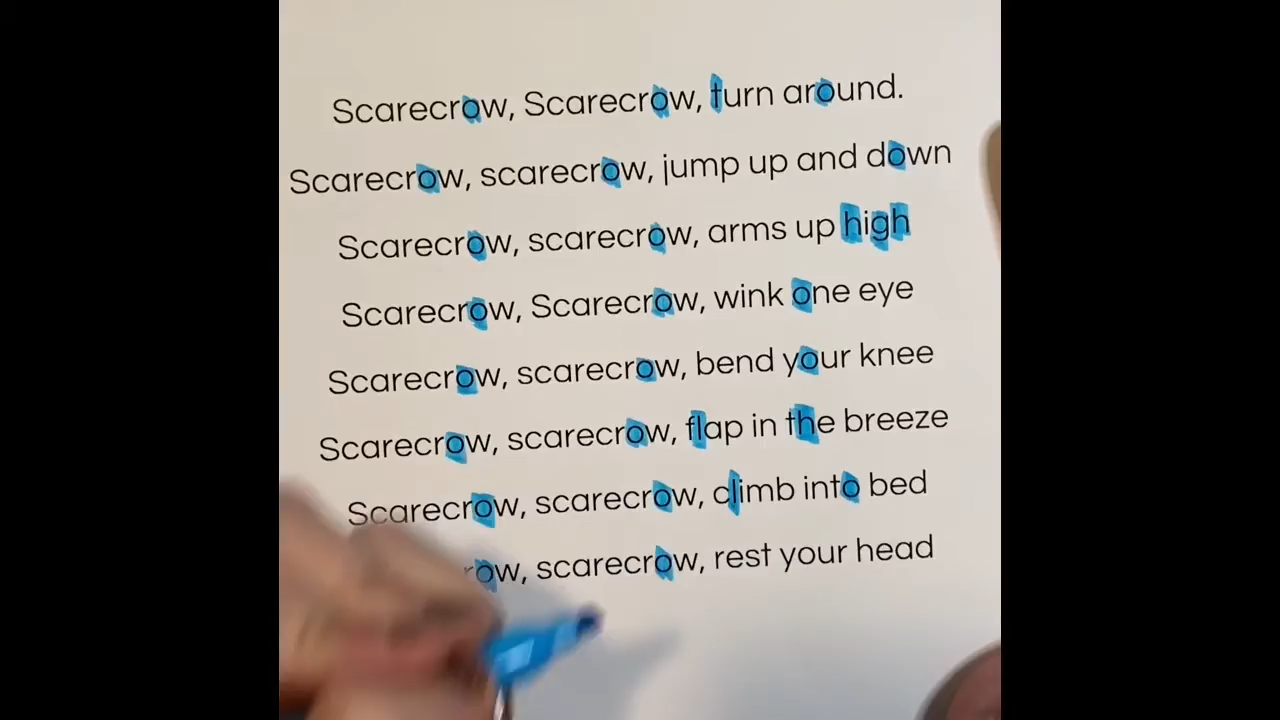 Scarecrow, Scarecrow, turn around.
Scarecrow, scarecrow, jump up and down
Scarecrow, scarecrow, arms up high
Scarecrow, Scarecrow, wink one eye
Scarecrow, scarecrow, bend your knee
Scarecrow, scarecrow, flap in the breeze
Scarecrow, scarecrow, climb into bed
row, scarecrow, rest your head